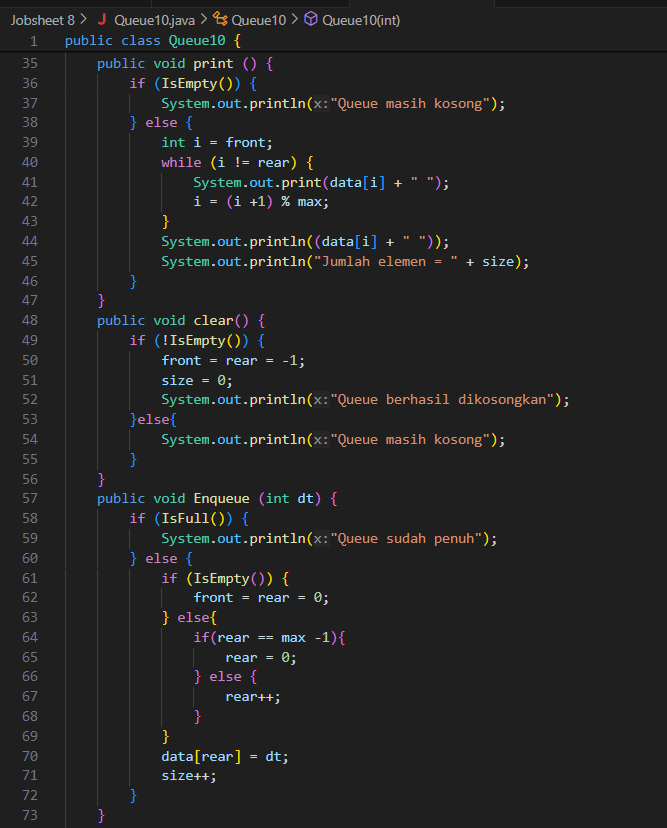 Jobsheet 8 > J Queue10.java > Queue10 > Queue10(int)
1 public class Queue10 {
35     public void print () {
36         if (IsEmpty()) {
37             System.out.println(x:"Queue masih kosong");
38         } else {
39             int i = front;
40             while (i != rear) {
41                 System.out.print(data[i] + " ");
42                 i = (i +1) % max;
43             }
44             System.out.println((data[i] + " "));
45             System.out.println("Jumlah elemen = " + size);
46         }
47     }
48     public void clear() {
49         if (!IsEmpty()) {
50             front = rear = -1;
51             size = 0;
52             System.out.println(x:"Queue berhasil dikosongkan");
53         }else{
54             System.out.println(x:"Queue masih kosong");
55         }
56     }
57     public void Enqueue (int dt) {
58         if (IsFull()) {
59             System.out.println(x:"Queue sudah penuh");
60         } else {
61             if (IsEmpty()) {
62                 front = rear = 0;
63             } else{
64                 if(rear == max -1){
65                     rear = 0;
66                 } else {
67                     rear++;
68                 }
69             }
70             data[rear] = dt;
71             size++;
72         }
73     }